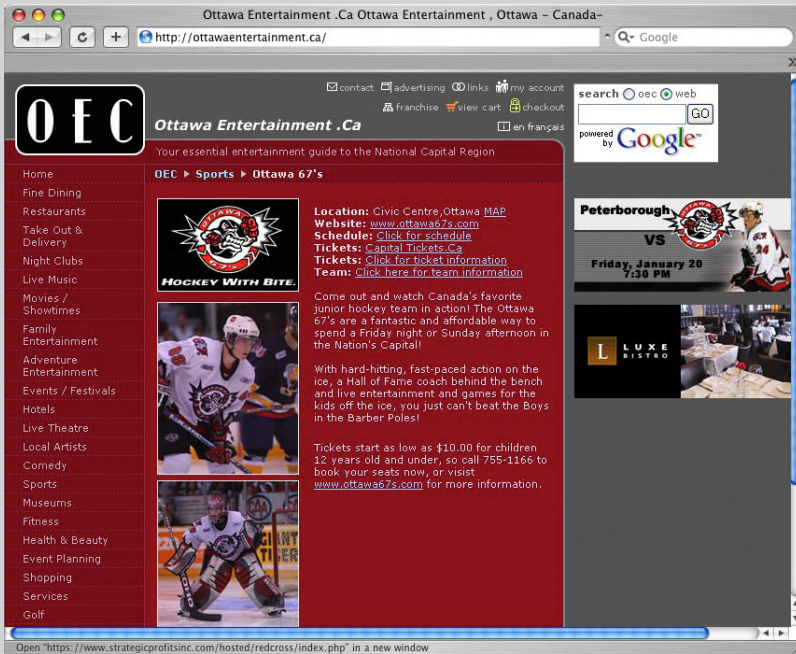 Ottawa Entertainment .Ca Ottawa Entertainment , Ottawa - Canada-
http://ottawaentertainment.ca/
Google
contact advertising links my account
franchise view cart checkout
en français
OEC
Ottawa Entertainment .Ca
Your essential entertainment guide to the National Capital Region
search oec web
GO
powered
by Google™
Home
Fine Dining
Restaurants
Take Out &
Delivery
Night Clubs
Live Music
Movies /
Showtimes
Family
Entertainment
Adventure
Entertainment
Events / Festivals
Hotels
Live Theatre
Local Artists
Comedy
Sports
Museums
Fitness
Health & Beauty
Event Planning
Shopping
Services
Golf
OEC Sports Ottawa 67's
OTTAWA
67's
HOCKEY WITH BITE.
Location: Civic Centre,Ottawa MAP
Website: www.ottawa67s.com
Schedule: Click for schedule
Tickets: Capital Tickets.Ca
Tickets: Click for ticket information
Team: Click here for team information
Come out and watch Canada's favorite
junior hockey team in action! The Ottawa
67's are a fantastic and affordable way to
spend a Friday night or Sunday afternoon in
the Nation's Capital!
With hard-hitting, fast-paced action on the
ice, a Hall of Fame coach behind the bench
and live entertainment and games for the
kids off the ice, you just can't beat the Boys
in the Barber Poles!
Tickets start as low as $10.00 for children
12 years old and under, so call 755-1166 to
book your seats now, or visist
www.ottawa67s.com for more information.
Peterborough
VS
OTTAWA
67's
Friday, January 20
7:30 PM
L LUXE
BISTRO
Open "https://www.strategicprofitsinc.com/hosted/redcross/index.php" in a new window